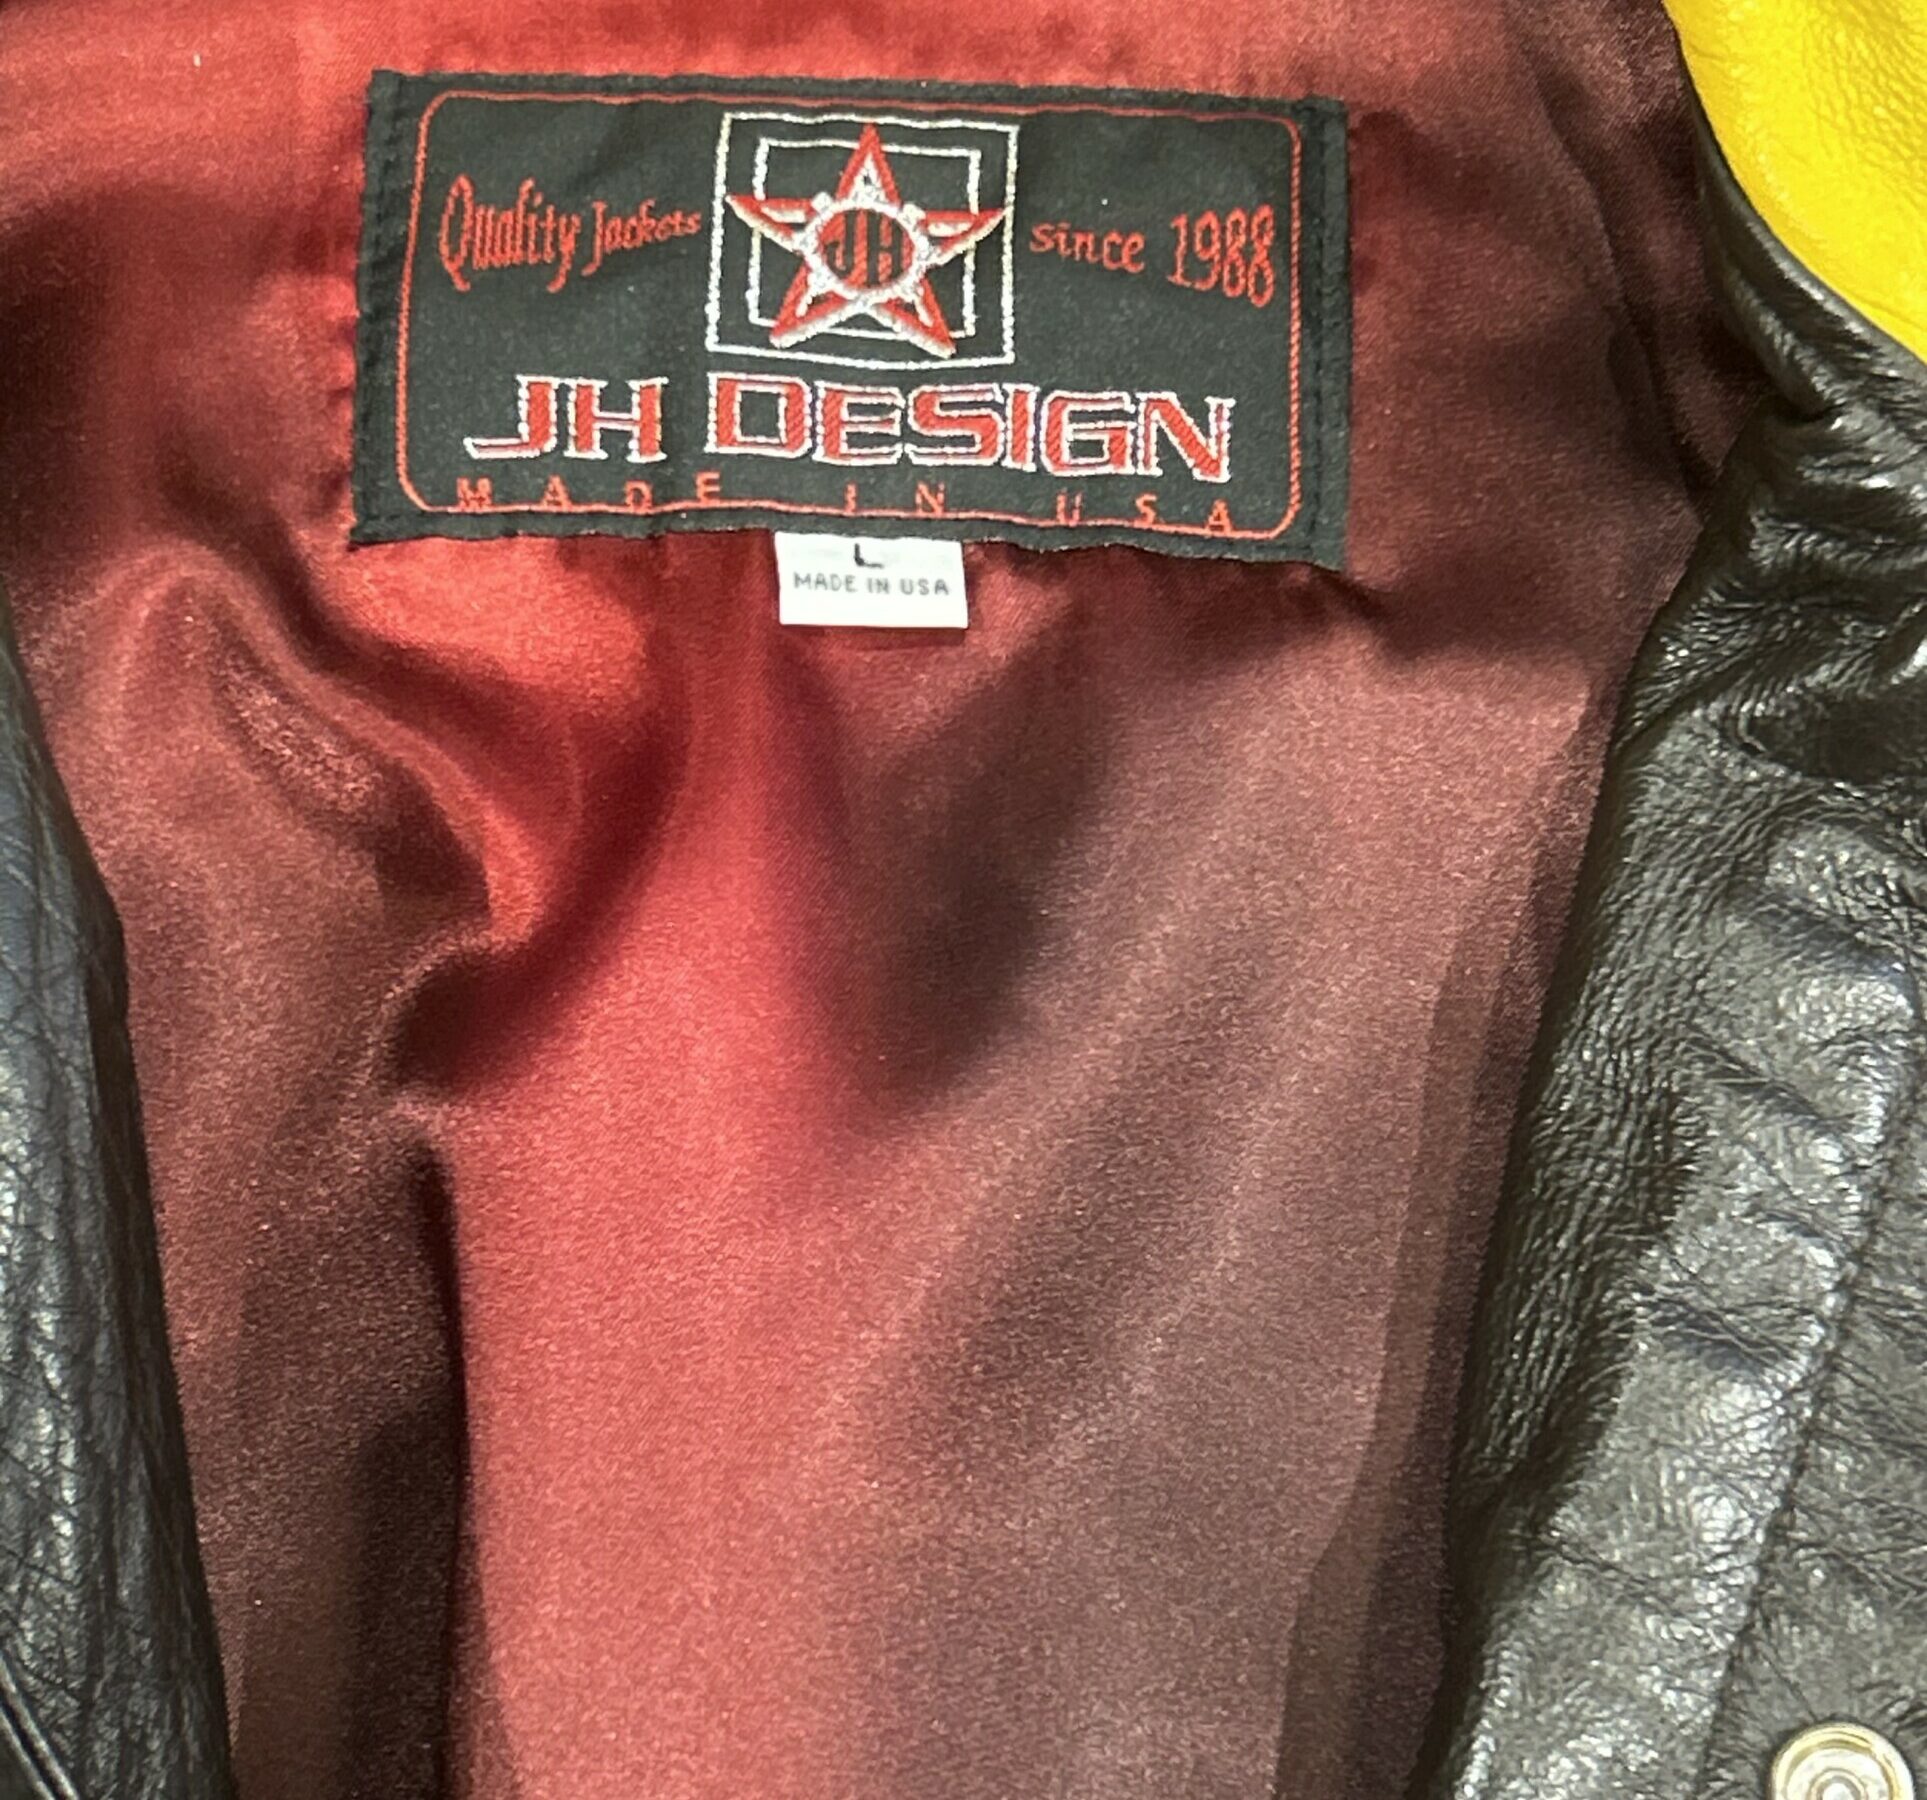 Quality Jackets
JH
since 1988
JH DESIGN
MADE IN USA
L
MADE IN USA